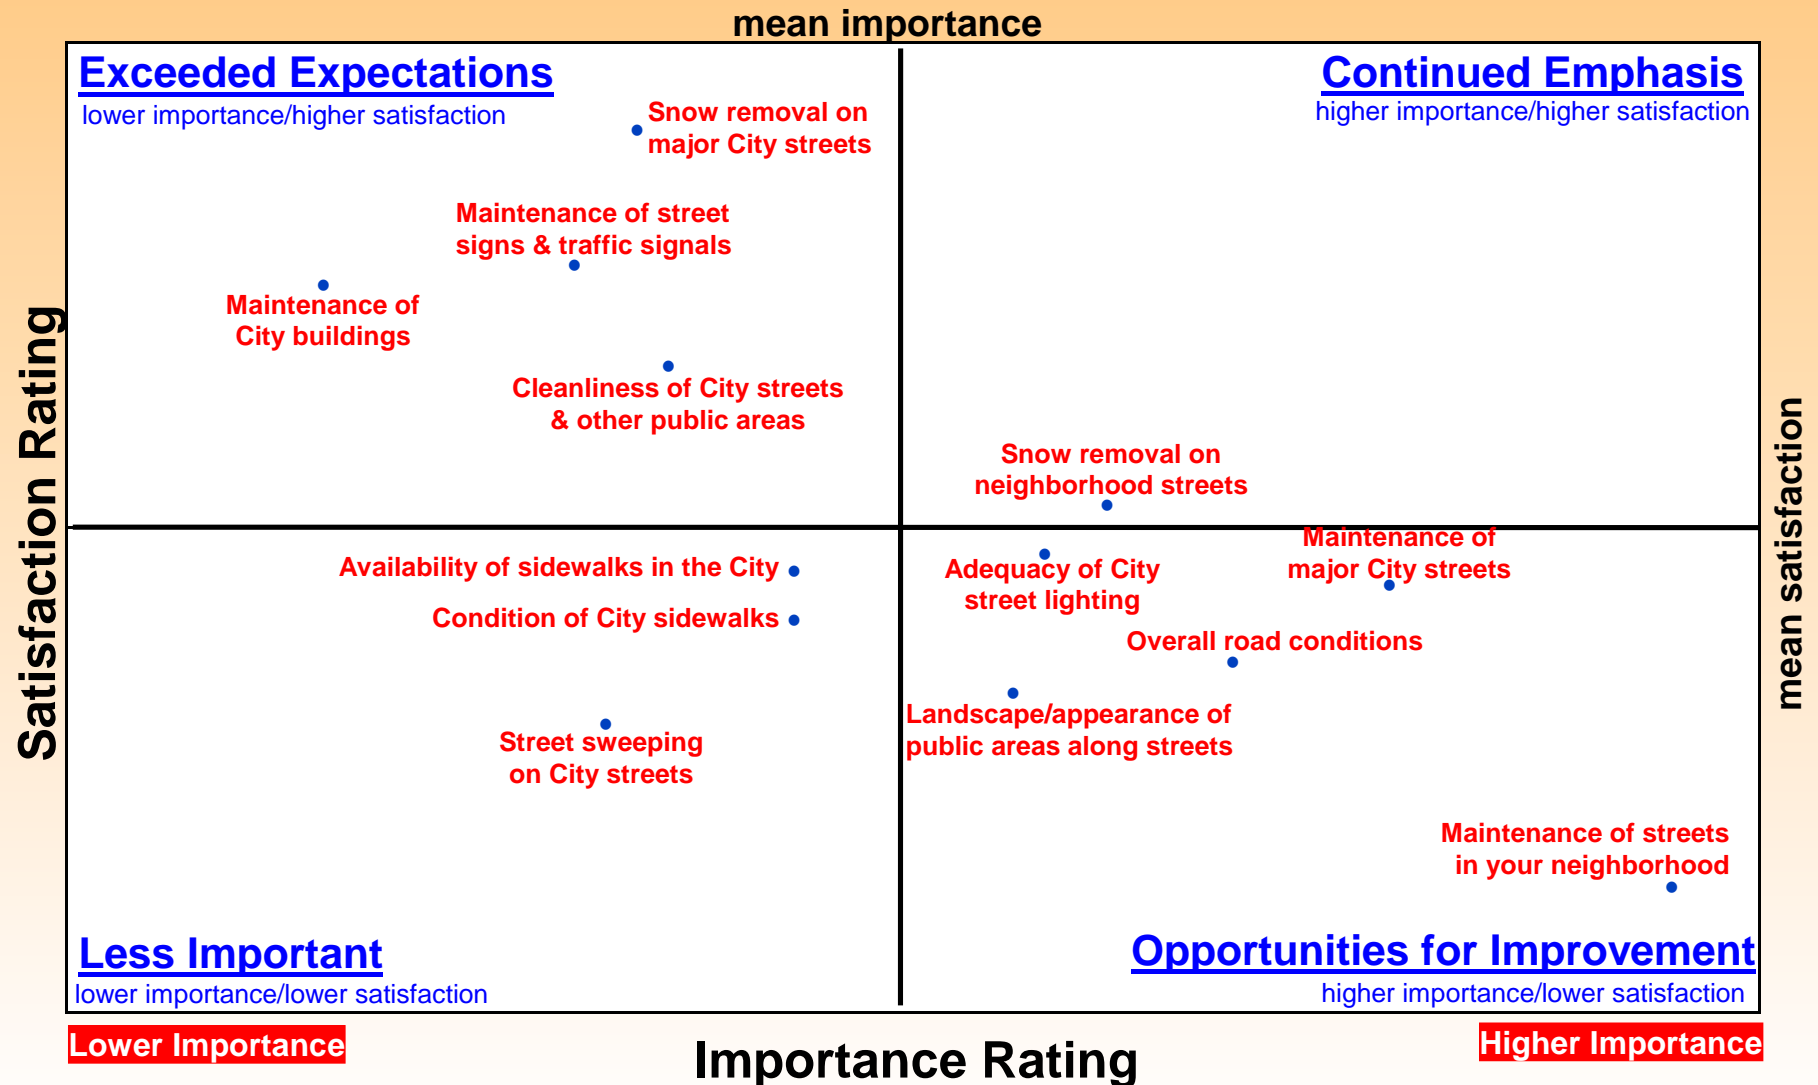 mean importance
Exceeded Expectations
lower importance/higher satisfaction
Continued Emphasis
higher importance/higher satisfaction
Snow removal on
major City streets
Maintenance of street
signs & traffic signals
Maintenance of
City buildings
Cleanliness of City streets
& other public areas
Snow removal on
neighborhood streets
Satisfaction Rating
mean satisfaction
Availability of sidewalks in the City
Condition of City sidewalks
Street sweeping
on City streets
Adequacy of City
street lighting
Maintenance of
major City streets
Overall road conditions
Landscape/appearance of
public areas along streets
Maintenance of streets
in your neighborhood
Less Important
lower importance/lower satisfaction
Opportunities for Improvement
higher importance/lower satisfaction
Lower Importance
Importance Rating
Higher Importance